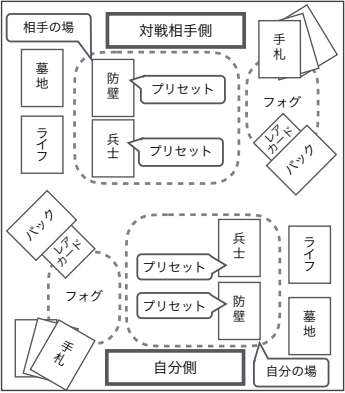 相手の場
対戦相手側
手札
墓地
防壁
プリセット
フォグ
ライフ
兵士
プリセット
レアカード
パック
パック
レアカード
兵士
ライフ
プリセット
フォグ
プリセット
防壁
墓地
手札
自分側
自分の場